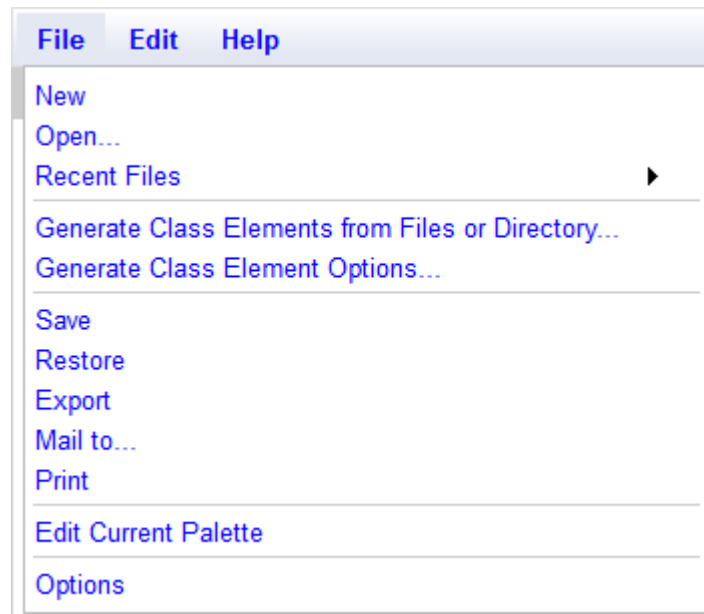 File Edit Help
New
Open...
Recent Files
Generate Class Elements from Files or Directory...
Generate Class Element Options...
Save
Restore
Export
Mail to...
Print
Edit Current Palette
Options